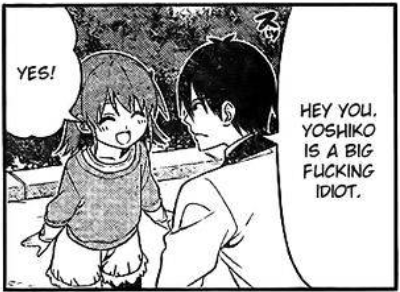 HEY YOU.
YOSHIKO
IS A BIG
FUCKING
IDIOT.
YES!